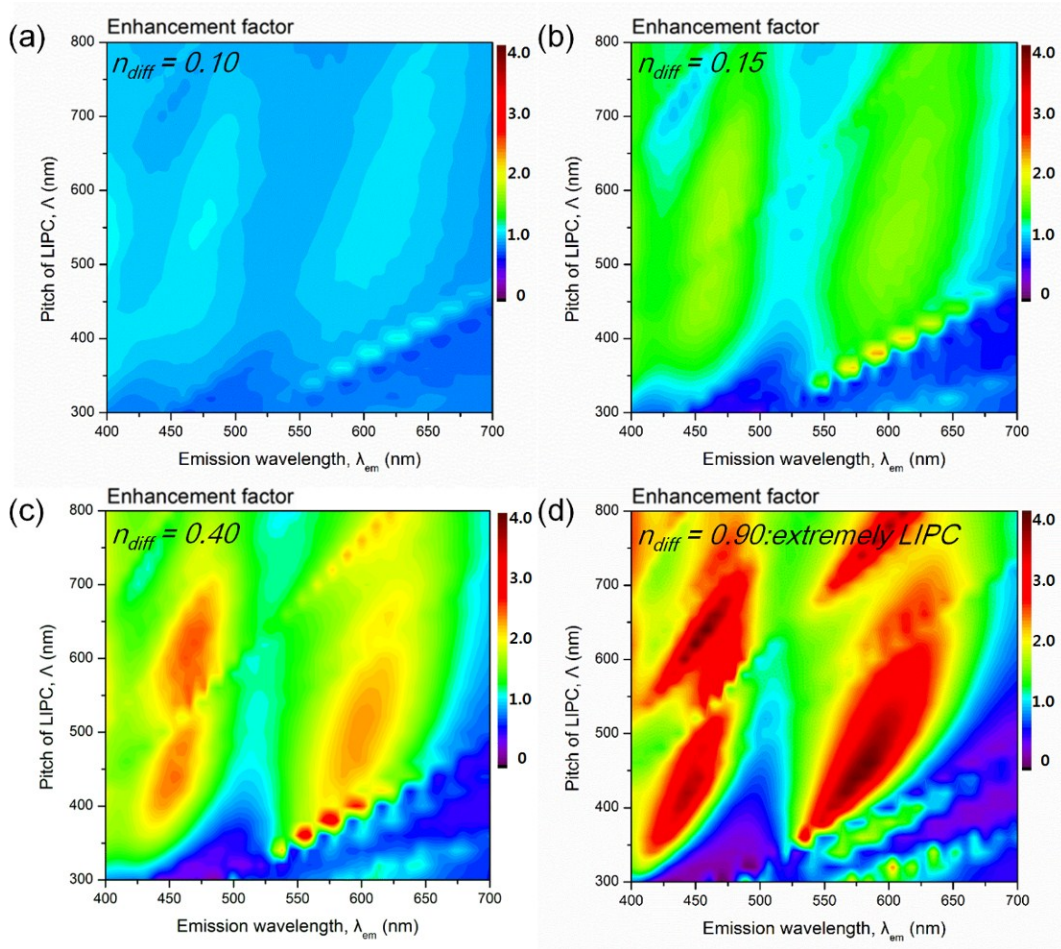 (a)
Enhancement factor
n_diff = 0.10
800
700
600
500
400
300
Pitch of LIPC, Λ (nm)
400 450 500 550 600 650 700
Emission wavelength, λ_em (nm)
4.0
3.0
2.0
1.0
0
(b)
Enhancement factor
n_diff = 0.15
800
700
600
500
400
300
Pitch of LIPC, Λ (nm)
400 450 500 550 600 650 700
Emission wavelength, λ_em (nm)
4.0
3.0
2.0
1.0
0
(c)
Enhancement factor
n_diff = 0.40
800
700
600
500
400
300
Pitch of LIPC, Λ (nm)
400 450 500 550 600 650 700
Emission wavelength, λ_em (nm)
4.0
3.0
2.0
1.0
0
(d)
Enhancement factor
n_diff = 0.90:extremely LIPC
800
700
600
500
400
300
Pitch of LIPC, Λ (nm)
400 450 500 550 600 650 700
Emission wavelength, λ_em (nm)
4.0
3.0
2.0
1.0
0